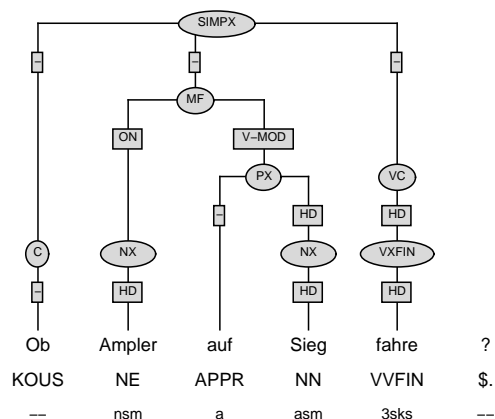 SIMPX
– – –
MF
ON V–MOD
PX VC
– HD HD
C NX NX VXFIN
– HD HD HD
Ob Ampler auf Sieg fahre ?
KOUS NE APPR NN VVFIN $.
–– nsm a asm 3sks ––